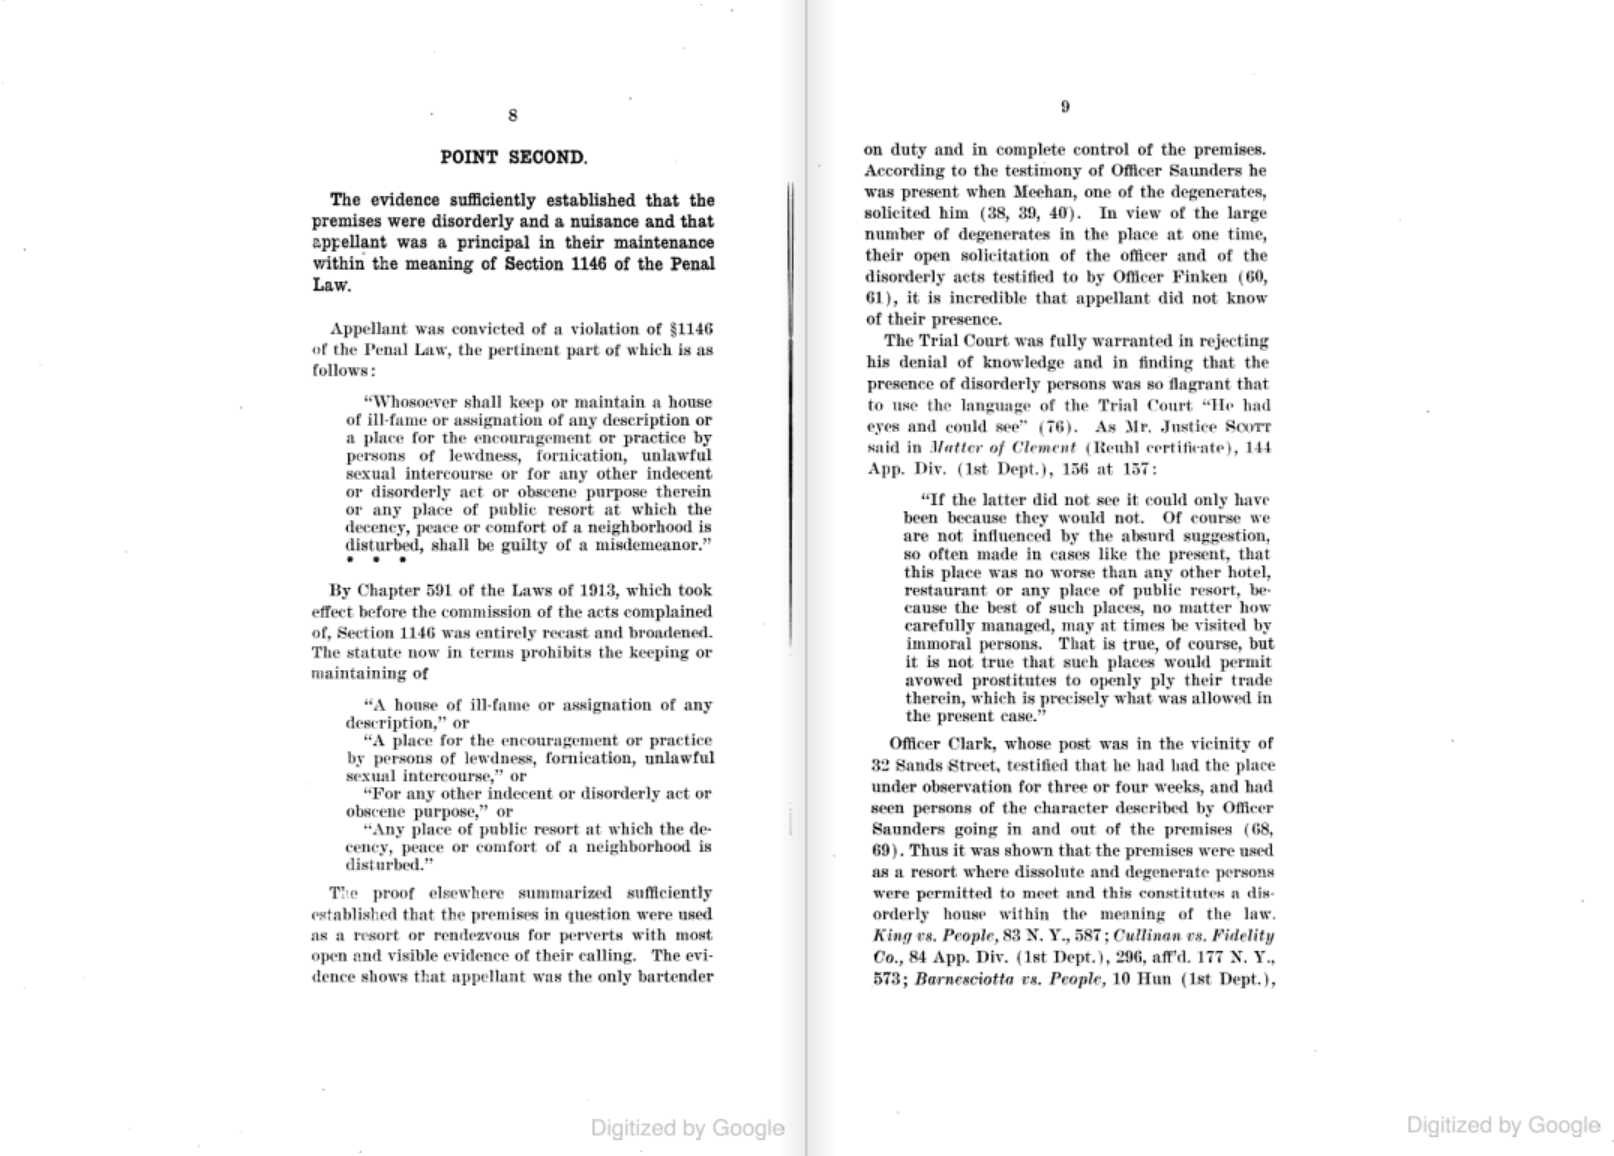 8
POINT SECOND.
The evidence sufficiently established that the
premises were disorderly and a nuisance and that
appellant was a principal in their maintenance
within the meaning of Section 1146 of the Penal
Law.
Appellant was convicted of a violation of §1146
of the Penal Law, the pertinent part of which is as
follows:
“Whosoever shall keep or maintain a house
of ill-fame or assignation of any description or
a place for the encouragement or practice by
persons of lewdness, fornication, unlawful
sexual intercourse or for any other indecent
or disorderly act or obscene purpose therein
or any place of public resort at which the
decency, peace or comfort of a neighborhood is
disturbed, shall be guilty of a misdemeanor.”
* * *
By Chapter 591 of the Laws of 1913, which took
effect before the commission of the acts complained
of, Section 1146 was entirely recast and broadened.
The statute now in terms prohibits the keeping or
maintaining of
“A house of ill-fame or assignation of any
description,” or
“A place for the encouragement or practice
by persons of lewdness, fornication, unlawful
sexual intercourse,” or
“For any other indecent or disorderly act or
obscene purpose,” or
“Any place of public resort at which the de-
cency, peace or comfort of a neighborhood is
disturbed.”
The proof elsewhere summarized sufficiently
established that the premises in question were used
as a resort or rendezvous for perverts with most
open and visible evidence of their calling. The evi-
dence shows that appellant was the only bartender
Digitized by Google
9
on duty and in complete control of the premises.
According to the testimony of Officer Saunders he
was present when Meehan, one of the degenerates,
solicited him (38, 39, 40). In view of the large
number of degenerates in the place at one time,
their open solicitation of the officer and of the
disorderly acts testified to by Officer Finken (60,
61), it is incredible that appellant did not know
of their presence.
The Trial Court was fully warranted in rejecting
his denial of knowledge and in finding that the
presence of disorderly persons was so flagrant that
to use the language of the Trial Court “He had
eyes and could see” (76). As Mr. Justice SCOTT
said in Matter of Clement (Reuhl certificate), 144
App. Div. (1st Dept.), 156 at 157:
“If the latter did not see it could only have
been because they would not. Of course we
are not influenced by the absurd suggestion,
so often made in cases like the present, that
this place was no worse than any other hotel,
restaurant or any place of public resort, be-
cause the best of such places, no matter how
carefully managed, may at times be visited by
immoral persons. That is true, of course, but
it is not true that such places would permit
avowed prostitutes to openly ply their trade
therein, which is precisely what was allowed in
the present case.”
Officer Clark, whose post was in the vicinity of
32 Sands Street, testified that he had had the place
under observation for three or four weeks, and had
seen persons of the character described by Officer
Saunders going in and out of the premises (68,
69). Thus it was shown that the premises were used
as a resort where dissolute and degenerate persons
were permitted to meet and this constitutes a dis-
orderly house within the meaning of the law.
King vs. People, 83 N. Y., 587; Cullinan vs. Fidelity
Co., 84 App. Div. (1st Dept.), 296, aff’d. 177 N. Y.,
573; Barnesciotta vs. People, 10 Hun (1st Dept.),
Digitized by Google